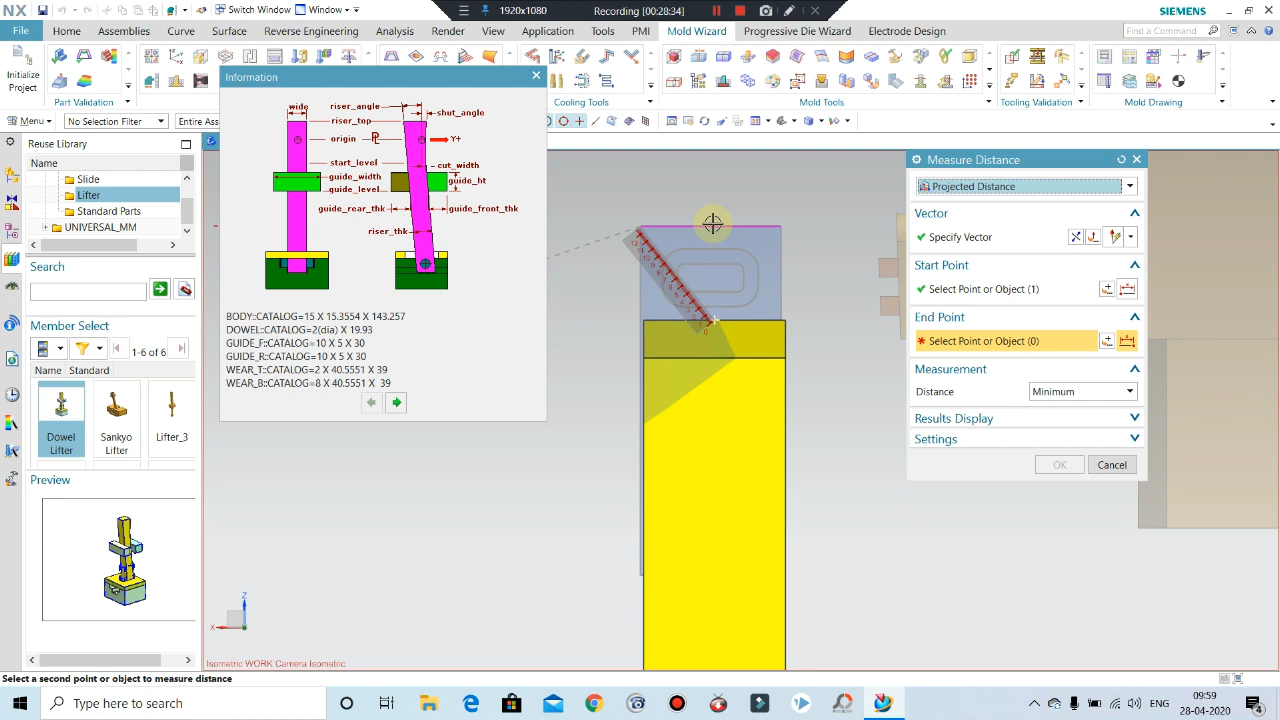 NX
Switch Window
Window
1920x1080
Recording [00:28:34]
SIEMENS
File
Home
Tools
Curve
Surface
Reverse Engineering
Analysis
Render
View
Application
Tools
PMI
Mold Wizard
Progressive Die Wizard
Electrode Design
Find a Command
Initialize
Project
Part Validation
Cooling Tools
Mold Tools
Tooling Validation
Mold Drawing
Menu
No Selection Filter
Entire Ass
Reuse Library
Name
Slide
Lifter
Standard Parts
UNIVERSAL_MM
Search
Member Select
1-6 of 6
Name
Standard
Dowel
Lifter
Sankyo
Lifter
Lifter_3
Preview
Information
wide
riser_angle
riser_top
shut_angle
origin
PL
Y+
start_level
cut_width
guide_width
guide_level
guide_ht
guide_rear_thk
guide_front_thk
riser_thk
BODY::CATALOG=15 X 15.3554 X 143.257
DOWEL::CATALOG=2(dia) X 19.93
GUIDE_F::CATALOG=10 X 5 X 30
GUIDE_R::CATALOG=10 X 5 X 30
WEAR_T::CATALOG=2 X 40.5551 X 39
WEAR_B::CATALOG=8 X 40.5551 X  39
Measure Distance
Projected Distance
Vector
Specify Vector
Start Point
Select Point or Object (1)
End Point
* Select Point or Object (0)
Measurement
Distance
Minimum
Results Display
Settings
OK
Cancel
Z
X
Isometric WORK Camera Isometric
Select a second point or object to measure distance
Type here to search
ENG
09:59
28-04-2020
4